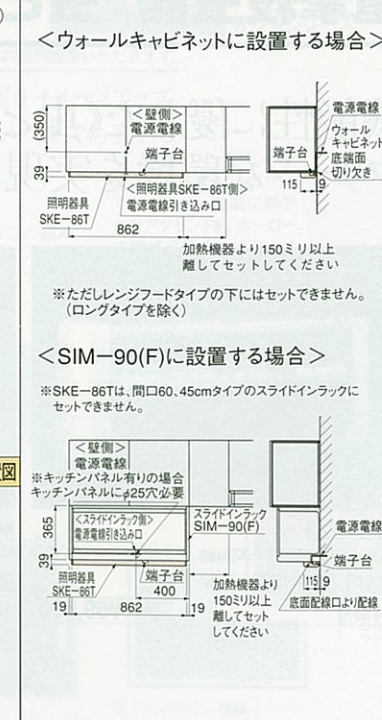 <ウォールキャビネットに設置する場合>
<壁側>
電源電線
端子台
(350)
39
<照明器具SKE-86T側>
電源電線引き込み口
照明器具
SKE-86T
862
電源電線
ウォール
キャビネット
底端面
切り欠き
端子台
115
9
加熱機器より150ミリ以上
離してセットしてください
※ただしレンジフードタイプの下にはセットできません。
(ロングタイプを除く)
<SIM-90(F)に設置する場合>
※SKE-86Tは、間口60、45cmタイプのスライドインラックに
セットできません。
図
<壁側>
電源電線
※キッチンパネル有りの場合
キッチンパネルにφ25穴必要
<スライドインラック側>
電源電線引き込み口
365
39
スライドインラック
SIM-90(F)
照明器具
SKE-86T
端子台
400
19
862
19
加熱機器より
150ミリ以上
離してセット
してください
電源電線
端子台
115
9
底面配線口より配線